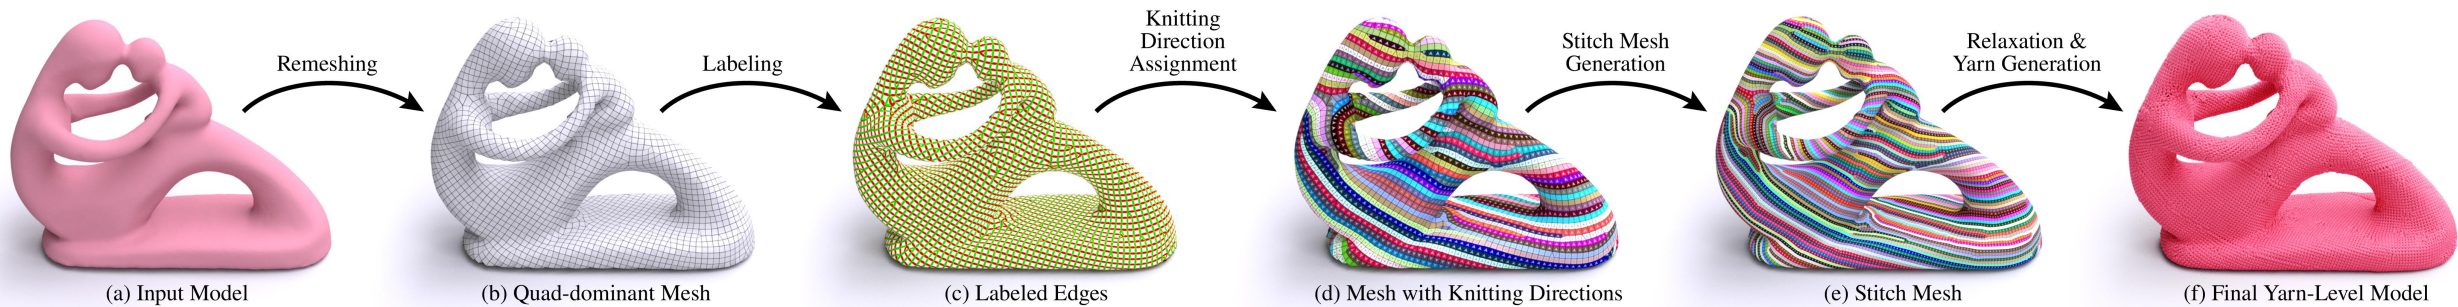 Remeshing
Labeling
Knitting
Direction
Assignment
Stitch Mesh
Generation
Relaxation &
Yarn Generation
(a) Input Model
(b) Quad-dominant Mesh
(c) Labeled Edges
(d) Mesh with Knitting Directions
(e) Stitch Mesh
(f) Final Yarn-Level Model